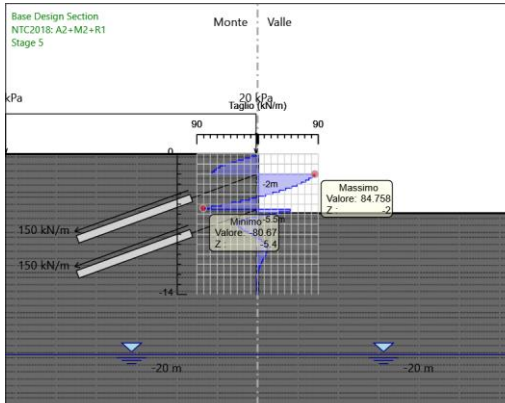 Base Design Section
NTC2018: A2+M2+R1
Stage 5
Monte Valle
kPa
20 kPa
Taglio (kN/m)
90 90
0
-2m
Massimo
Valore: 84.758
Z : -2
-5.5m
Minimo
Valore: -80.67
Z : -5.4
150 kN/m
150 kN/m
-14
-20 m -20 m